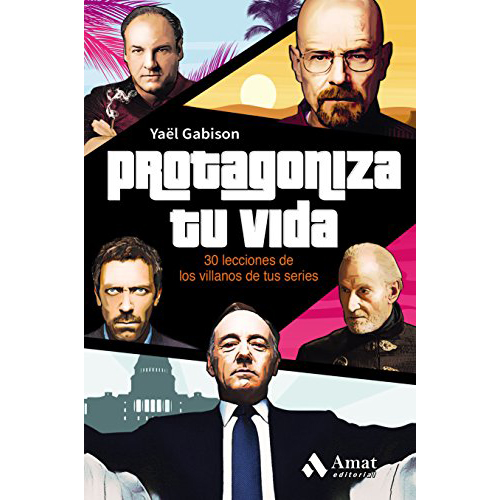 Yaël Gabison
PROTAGONIZA
TU VIDA
30 lecciones de
los villanos de tus series
Amat
editorial